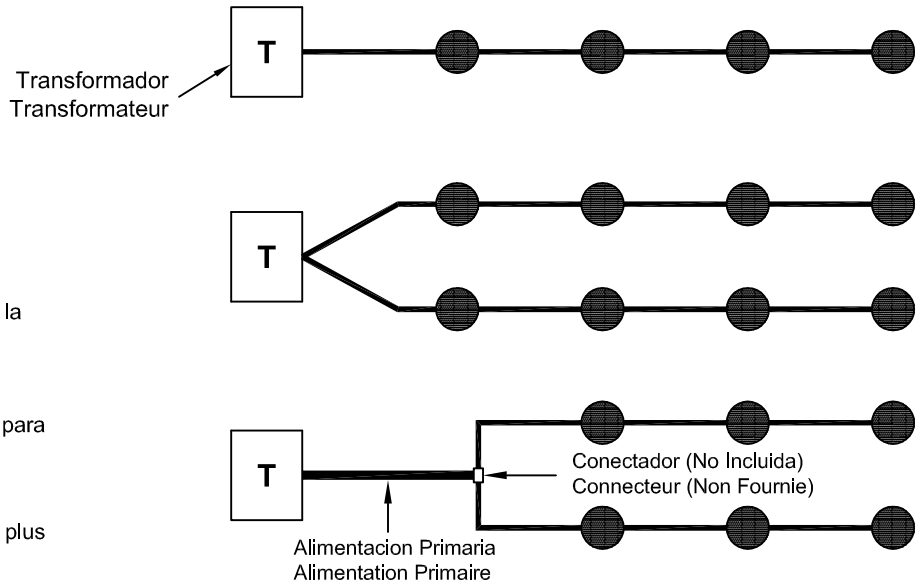 T
Transformador
Transformateur
T
la
para
T
Conectador (No Incluida)
Connecteur (Non Fournie)
plus
Alimentacion Primaria
Alimentation Primaire